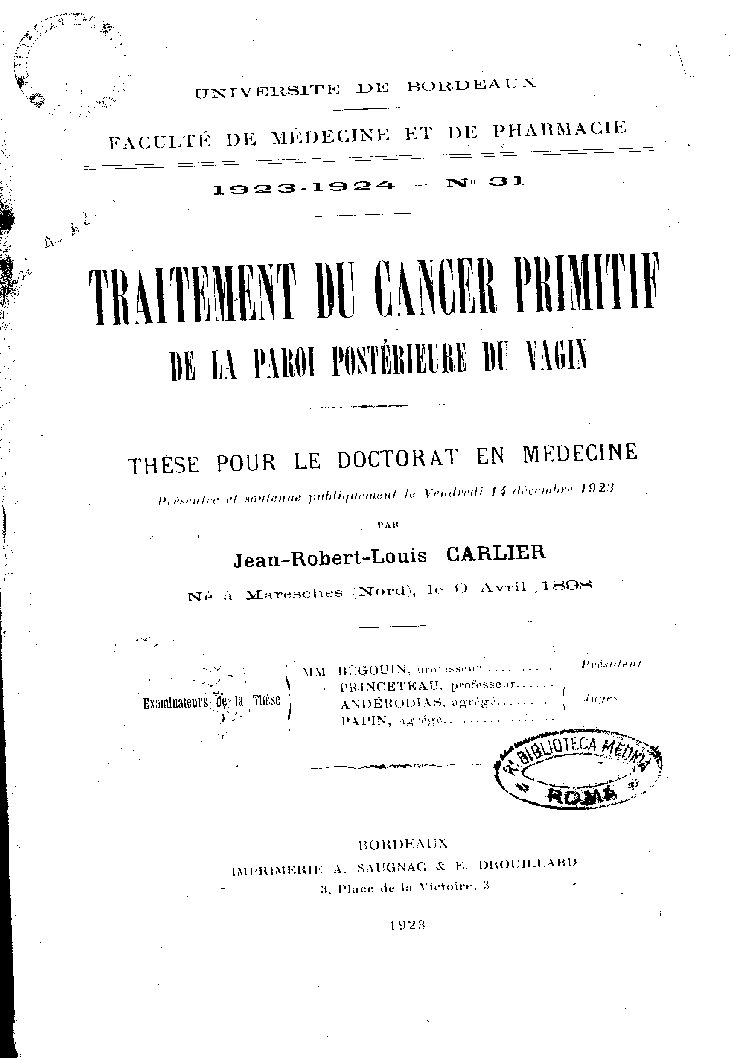 UNIVERSITE DE BORDEAUX
FACULTÉ DE MÉDECINE ET DE PHARMACIE
1923-1924 – N° 31
TRAITEMENT DU CANCER PRIMITIF
DE LA PAROI POSTÉRIEURE DU VAGIN
THÈSE POUR LE DOCTORAT EN MEDECINE
Présentée et soutenue publiquement le Vendredi 14 décembre 1923
PAR
Jean-Robert-Louis CARLIER
Né à Maresches (Nord), le Avril 1898
MM BÉGOUIN, professeur........ Président
PRINCETEAU, professeur.....
Examinateurs de la Thèse
ANDÉRODIAS, agrégé..... Juges
PAPIN, agrégé............
Rª BIBLIOTECA MEDICA
ROMA
BORDEAUX
IMPRIMERIE A. SAUGNAC & E. DROUILLARD
3, Place de la Victoire, 3
1923